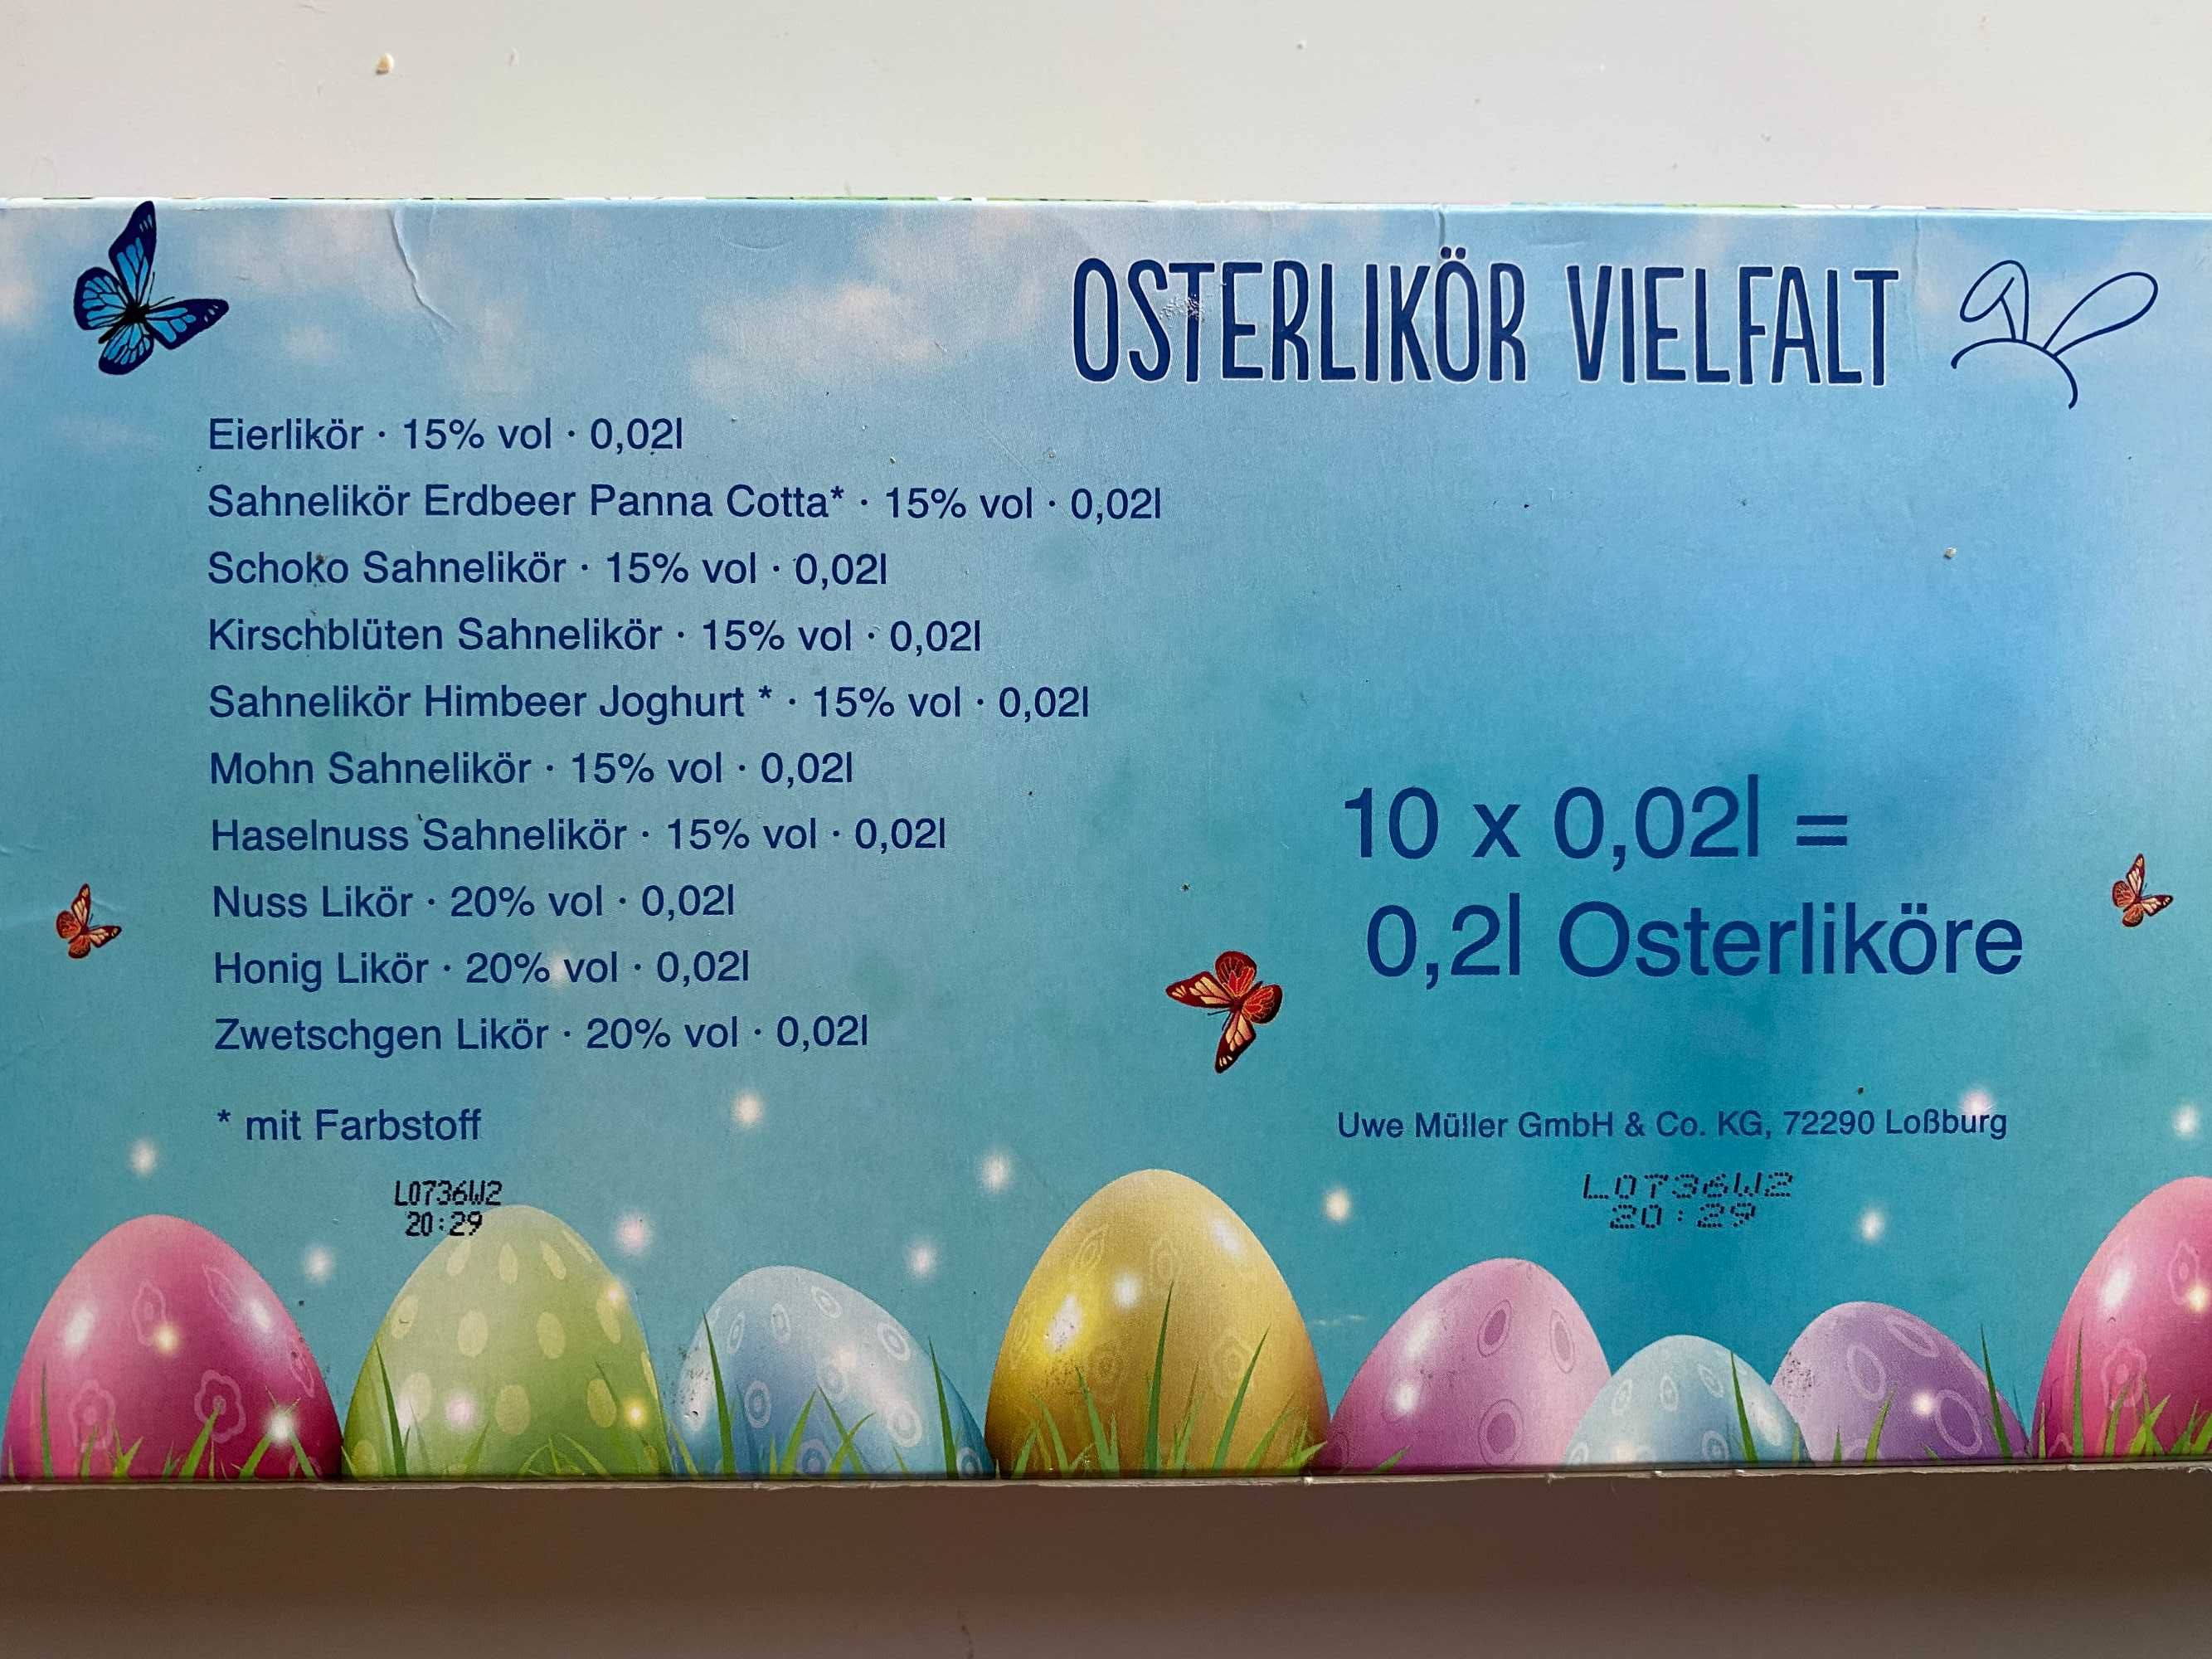 OSTERLIKÖR VIELFALT
Eierlikör · 15% vol · 0,02l
Sahnelikör Erdbeer Panna Cotta* · 15% vol · 0,02l
Schoko Sahnelikör · 15% vol · 0,02l
Kirschblüten Sahnelikör · 15% vol · 0,02l
Sahnelikör Himbeer Joghurt * · 15% vol · 0,02l
Mohn Sahnelikör · 15% vol · 0,02l
Haselnuss Sahnelikör · 15% vol · 0,02l
Nuss Likör · 20% vol · 0,02l
Honig Likör · 20% vol · 0,02l
Zwetschgen Likör · 20% vol · 0,02l
* mit Farbstoff
L0736W2
20:29
10 x 0,02l =
0,2l Osterliköre
Uwe Müller GmbH & Co. KG, 72290 Loßburg
L0736W2
20:29